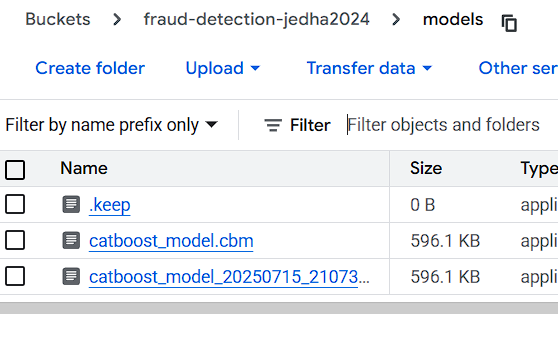 Buckets > fraud-detection-jedha2024 > models
Create folder Upload Transfer data Other ser
Filter by name prefix only Filter Filter objects and folders
Name Size Type
.keep 0 B appli
catboost_model.cbm 596.1 KB appli
catboost_model_20250715_21073... 596.1 KB appli